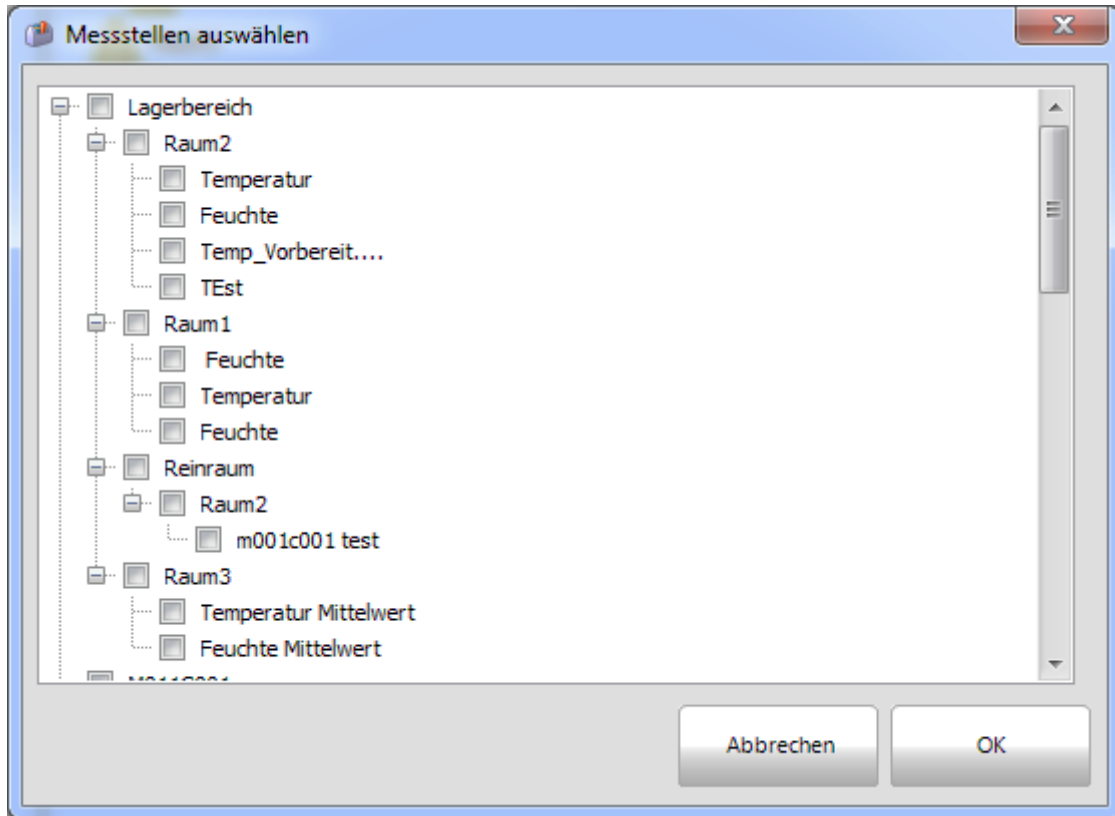 Messstellen auswählen
Lagerbereich
Raum2
Temperatur
Feuchte
Temp_Vorbereit....
TEst
Raum1
Feuchte
Temperatur
Feuchte
Reinraum
Raum2
m001c001 test
Raum3
Temperatur Mittelwert
Feuchte Mittelwert
Abbrechen
OK